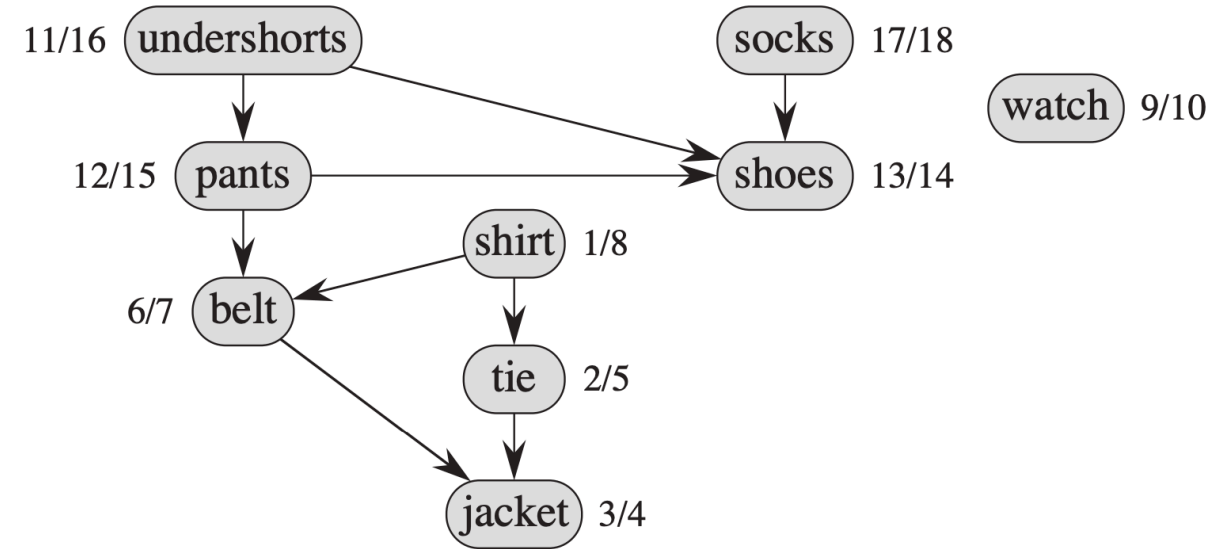 11/16 undershorts socks 17/18
watch 9/10
12/15 pants shoes 13/14
shirt 1/8
6/7 belt
tie 2/5
jacket 3/4